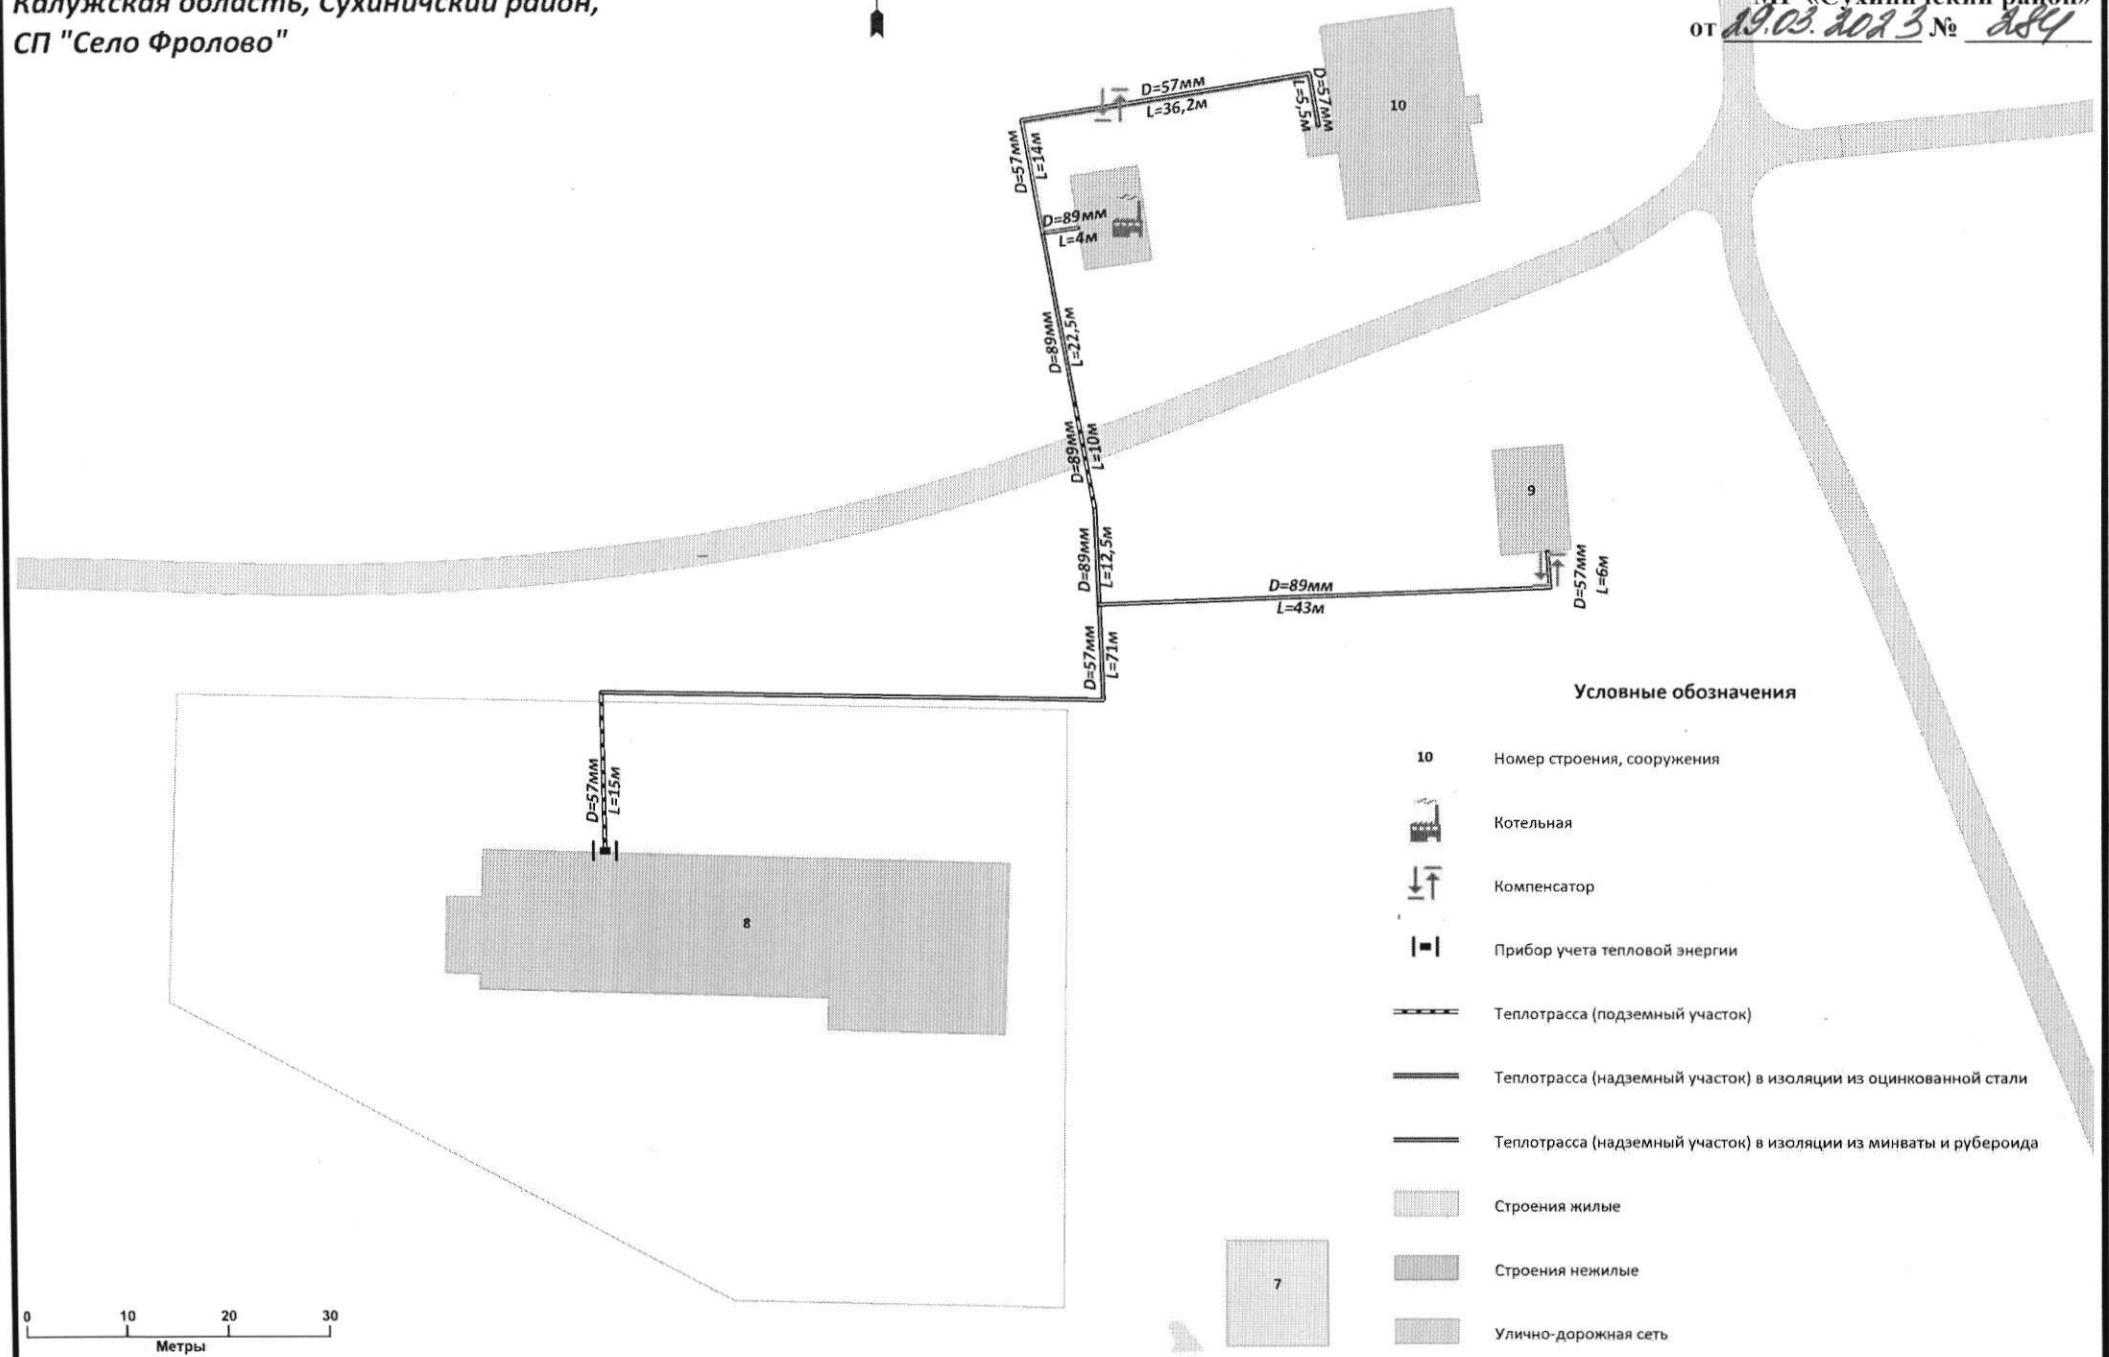 Калужская область, Сухиничский район,
СП "Село Фролово"
МР «Сухиничский район»
от 29.03.2023 № 284
D=57мм
L=36,2м
D=57мм
L=5,5м
10
D=57мм
L=14м
D=89мм
L=4м
D=89мм
L=22,5м
D=89мм
L=10м
9
D=89мм
L=12,5м
D=89мм
L=43м
D=57мм
L=6м
D=57мм
L=71м
D=57мм
L=15м
8
Условные обозначения
10 Номер строения, сооружения
Котельная
Компенсатор
Прибор учета тепловой энергии
Теплотрасса (подземный участок)
Теплотрасса (надземный участок) в изоляции из оцинкованной стали
Теплотрасса (надземный участок) в изоляции из минваты и рубероида
Строения жилые
Строения нежилые
Улично-дорожная сеть
7
0 10 20 30
Метры